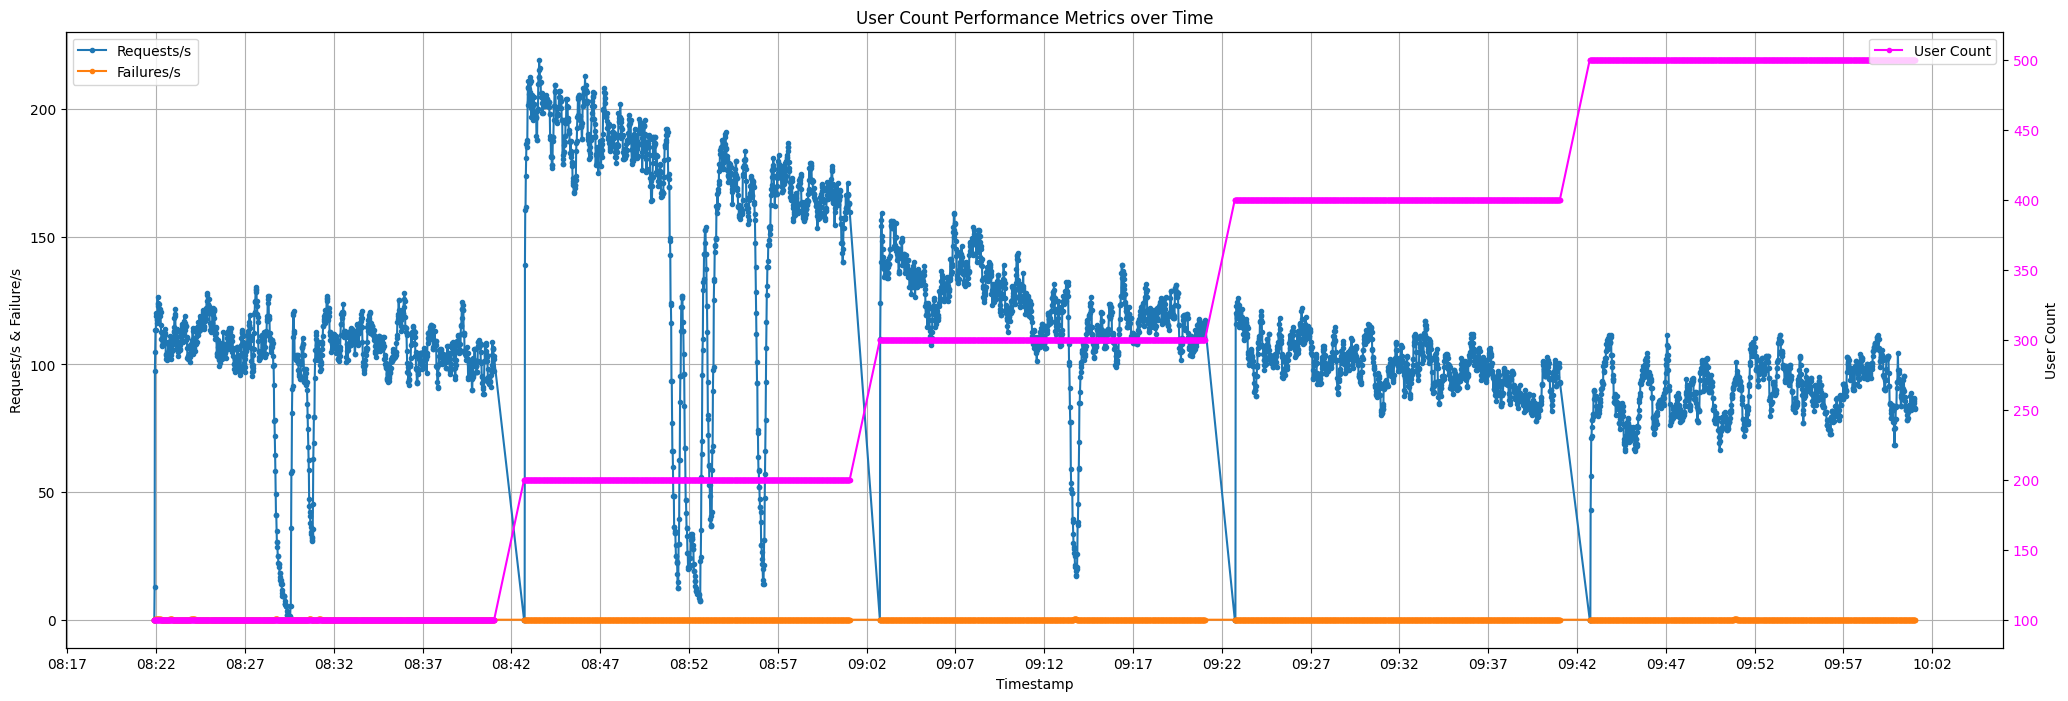 User Count Performance Metrics over Time
Requests/s
Failures/s
User Count
Request/s & Failure/s
200
150
100
50
0
500
450
400
350
300
250
200
150
100
User Count
08:17 08:22 08:27 08:32 08:37 08:42 08:47 08:52 08:57 09:02 09:07 09:12 09:17 09:22 09:27 09:32 09:37 09:42 09:47 09:52 09:57 10:02
Timestamp